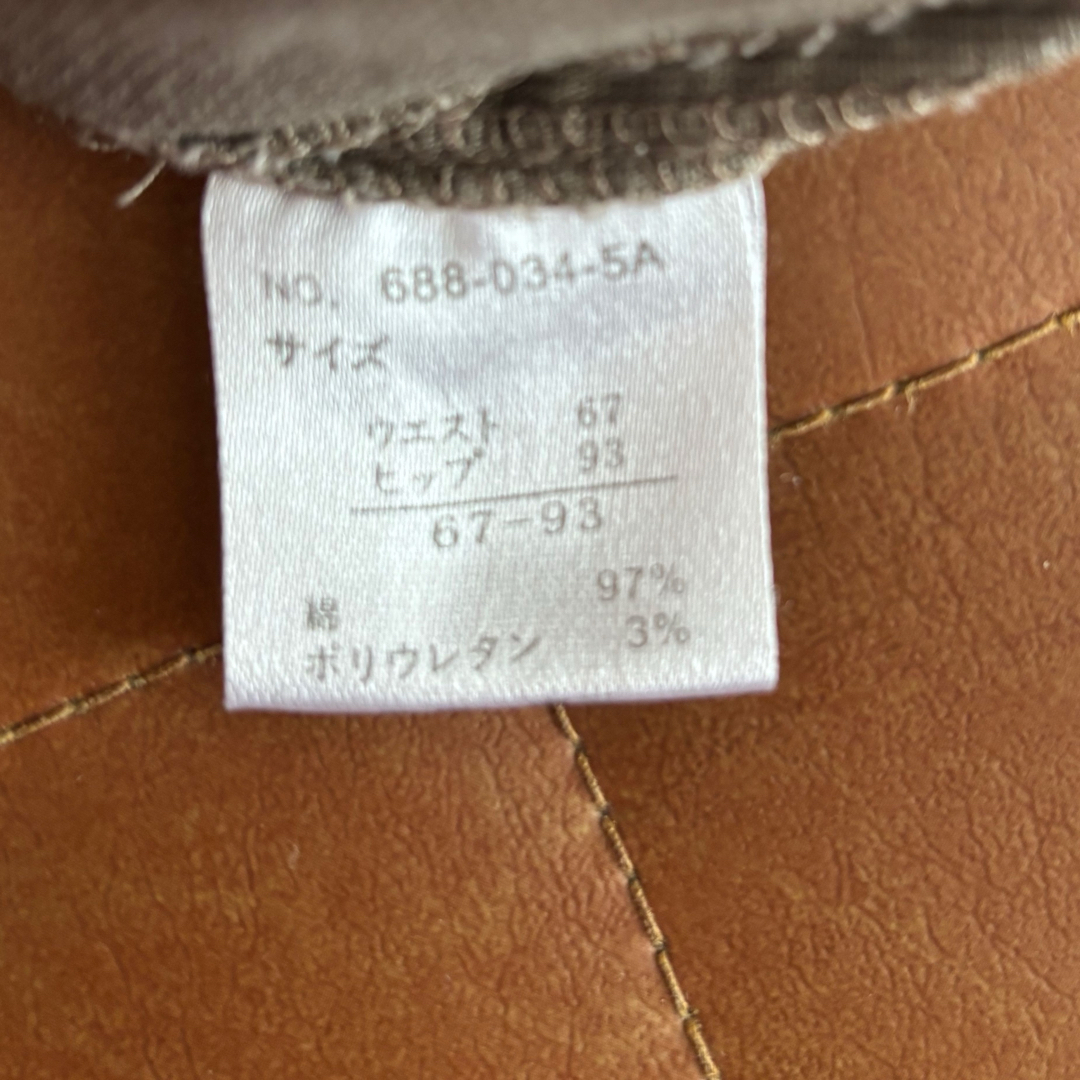 NO. 688-034-5A
サイズ
ウエスト 67
ヒップ 93
67-93
綿 97%
ポリウレタン 3%